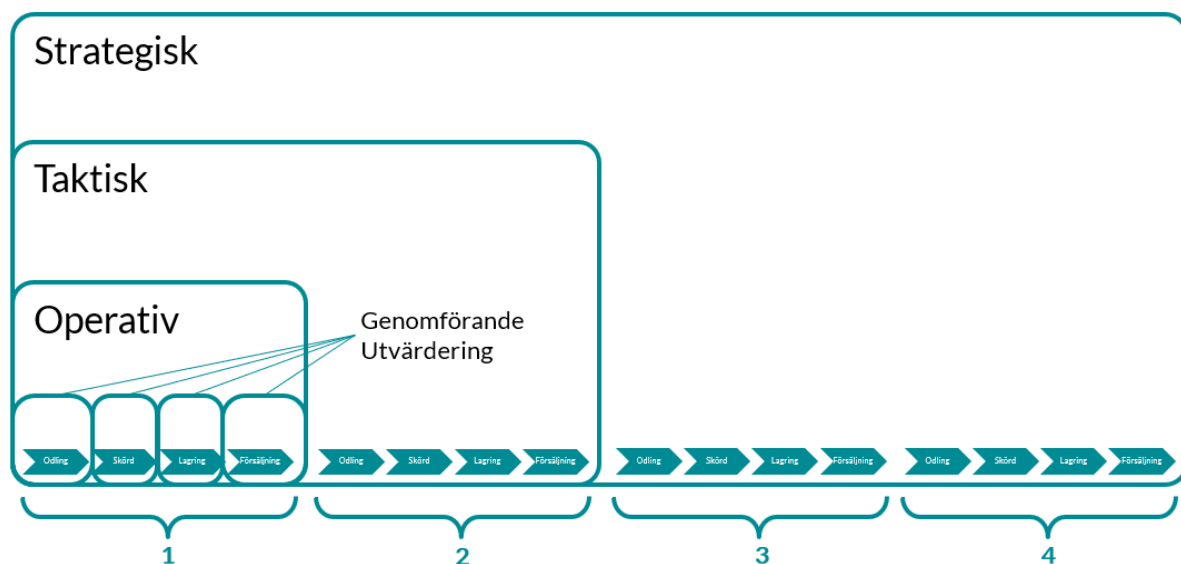 Strategisk
Taktisk
Operativ
Genomförande
Utvärdering
Odling Skörd Lagring Försäljning Odling Skörd Lagring Försäljning Odling Skörd Lagring Försäljning Odling Skörd Lagring Försäljning
1 2 3 4